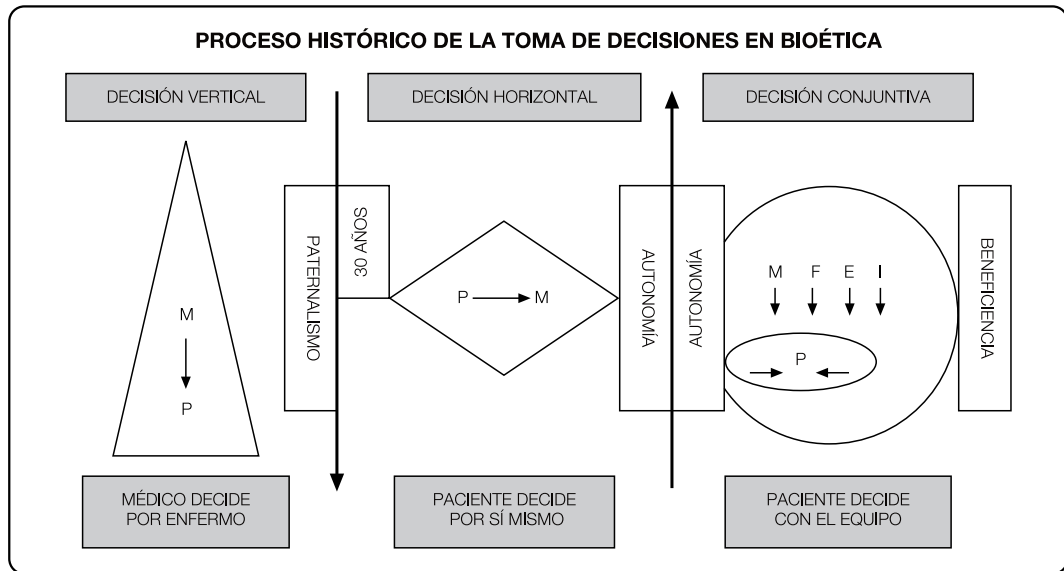 PROCESO HISTÓRICO DE LA TOMA DE DECISIONES EN BIOÉTICA
DECISIÓN VERTICAL
DECISIÓN HORIZONTAL
DECISIÓN CONJUNTIVA
M
P
PATERNALISMO
30 AÑOS
P M
AUTONOMÍA
AUTONOMÍA
M F E I
P
BENEFICIENCIA
MÉDICO DECIDE
POR ENFERMO
PACIENTE DECIDE
POR SÍ MISMO
PACIENTE DECIDE
CON EL EQUIPO